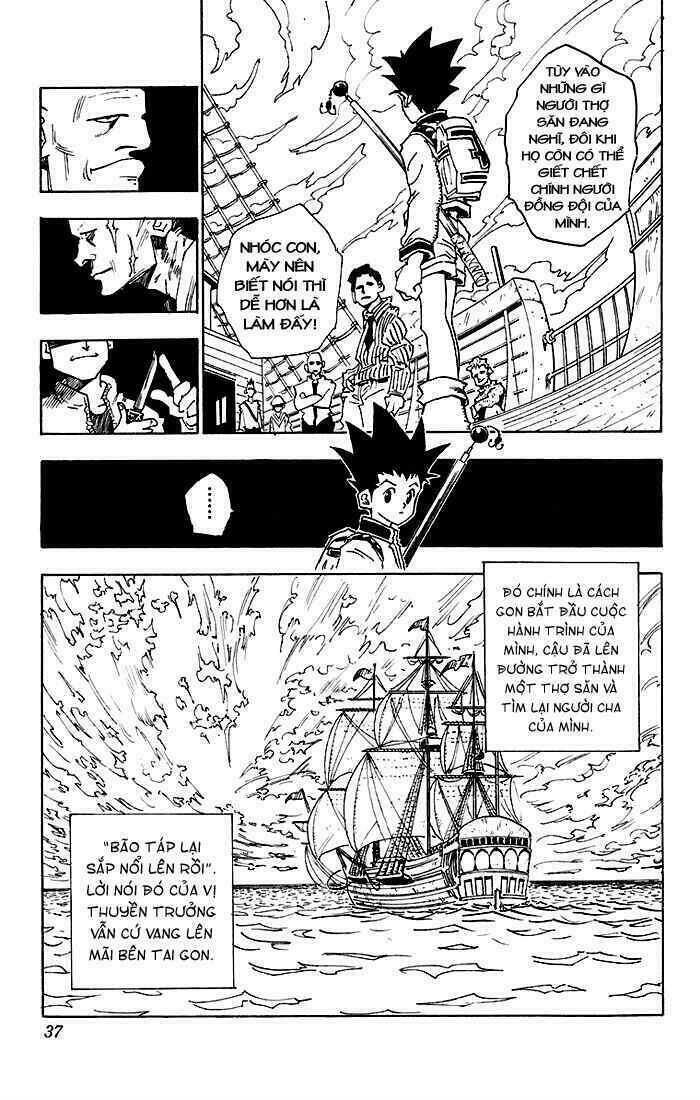 TÙY VÀO
NHỮNG GÌ
NGƯỜI THỢ
SĂN ĐANG
NGHĨ, ĐÔI KHI
HỌ CÒN CÓ THỂ
GIẾT CHẾT
CHÍNH NGƯỜI
ĐỒNG ĐỘI CỦA
MÌNH.
NHÓC CON,
MÀY NÊN
BIẾT NÓI THÌ
DỄ HƠN LÀ
LÀM ĐẤY!
......
ĐÓ CHÍNH LÀ CÁCH
GON BẮT ĐẦU CUỘC
HÀNH TRÌNH CỦA
MÌNH, CẬU ĐÃ LÊN
ĐƯỜNG TRỞ THÀNH
MỘT THỢ SĂN VÀ
TÌM LẠI NGƯỜI CHA
CỦA MÌNH.
"BÃO TÁP LẠI
SẮP NỔI LÊN RỒI".
LỜI NÓI ĐÓ CỦA VỊ
THUYỀN TRƯỞNG
VẪN CỨ VANG LÊN
MÃI BÊN TAI GON.
37